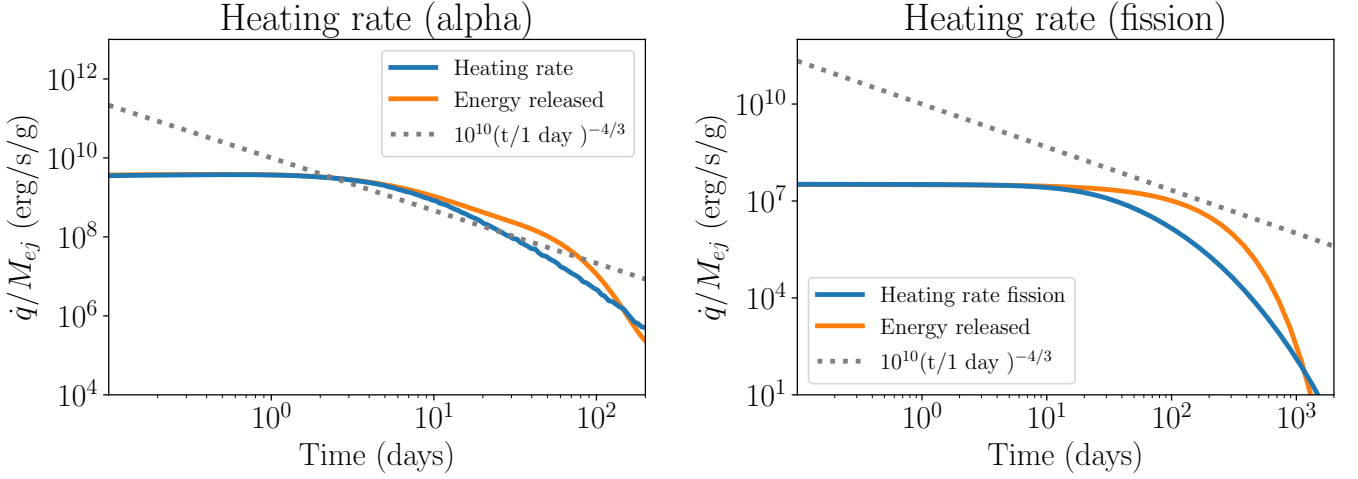 Heating rate (alpha)
q̇/M_ej (erg/s/g)
10^12
10^10
10^8
10^6
10^4
Heating rate
Energy released
10^10(t/1 day )^−4/3
10^0
10^1
10^2
Time (days)
Heating rate (fission)
q̇/M_ej (erg/s/g)
10^10
10^7
10^4
10^1
Heating rate fission
Energy released
10^10(t/1 day )^−4/3
10^0
10^1
10^2
10^3
Time (days)